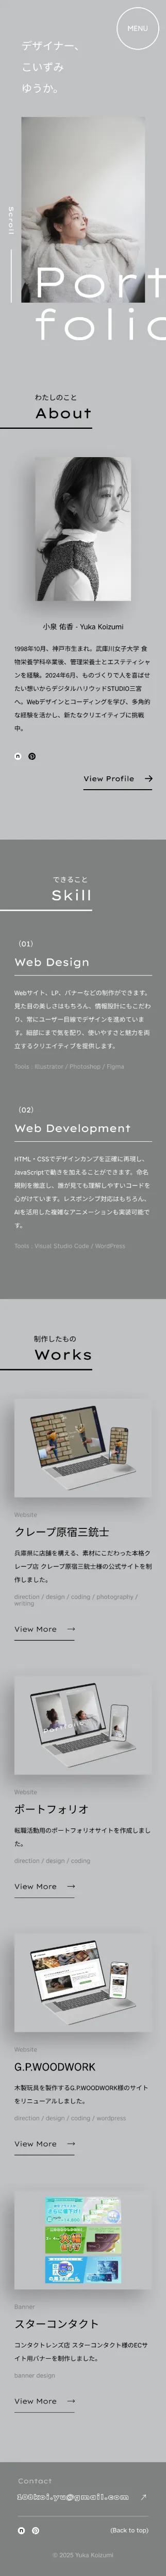 MENU
デザイナー、
こいずみ
ゆうか。
Scroll
Port
folio
わたしのこと
About
小泉 佑香 - Yuka Koizumi
1998年10月、神戸市生まれ。武庫川女子大学 食
物栄養学科卒業後、管理栄養士とエステティシャ
ンを経験。2024年6月、ものづくりで人を喜ばせ
たい想いからデジタルハリウッドSTUDIO三宮
へ。Webデザインとコーディングを学び、多角的
な経験を活かし、新たなクリエイティブに挑戦
中。
View Profile
できること
Skill
（01）
Web Design
Webサイト、LP、バナーなどの制作ができます。
見た目の美しさはもちろん、情報設計にもこだわ
り、常にユーザー目線でデザインを進めていま
す。細部にまで気を配り、使いやすさと魅力を両
立するクリエイティブを提供します。
Tools : Illustrator / Photoshop / Figma
（02）
Web Development
HTML・CSSでデザインカンプを正確に再現し、
JavaScriptで動きを加えることができます。命名
規則を徹底し、誰が見ても理解しやすいコードを
心がけています。レスポンシブ対応はもちろん、
AIを活用した複雑なアニメーションも実装可能で
す。
Tools : Visual Studio Code / WordPress
制作したもの
Works
Website
クレープ原宿三銃士
兵庫県に店舗を構える、素材にこだわった本格ク
レープ店 クレープ原宿三銃士様の公式サイトを制
作しました。
direction / design / coding / photography /
writing
View More
Website
ポートフォリオ
転職活動用のポートフォリオサイトを作成しまし
た。
direction / design / coding
View More
Website
G.P.WOODWORK
木製玩具を製作するG.P.WOODWORK様のサイト
をリニューアルしました。
direction / design / coding / wordpress
View More
Banner
スターコンタクト
コンタクトレンズ店 スターコンタクト様のECサ
イト用バナーを制作しました。
banner design
View More
Contact
(Back to top)
© 2025 Yuka Koizumi